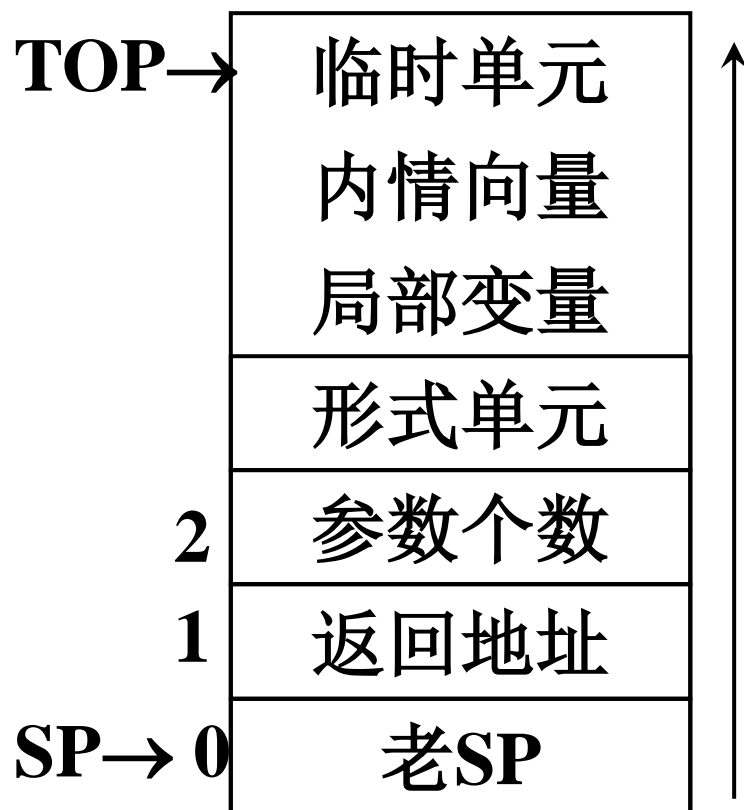 TOP→ 临时单元
内情向量
局部变量
形式单元
2 参数个数
1 返回地址
SP→ 0 老SP